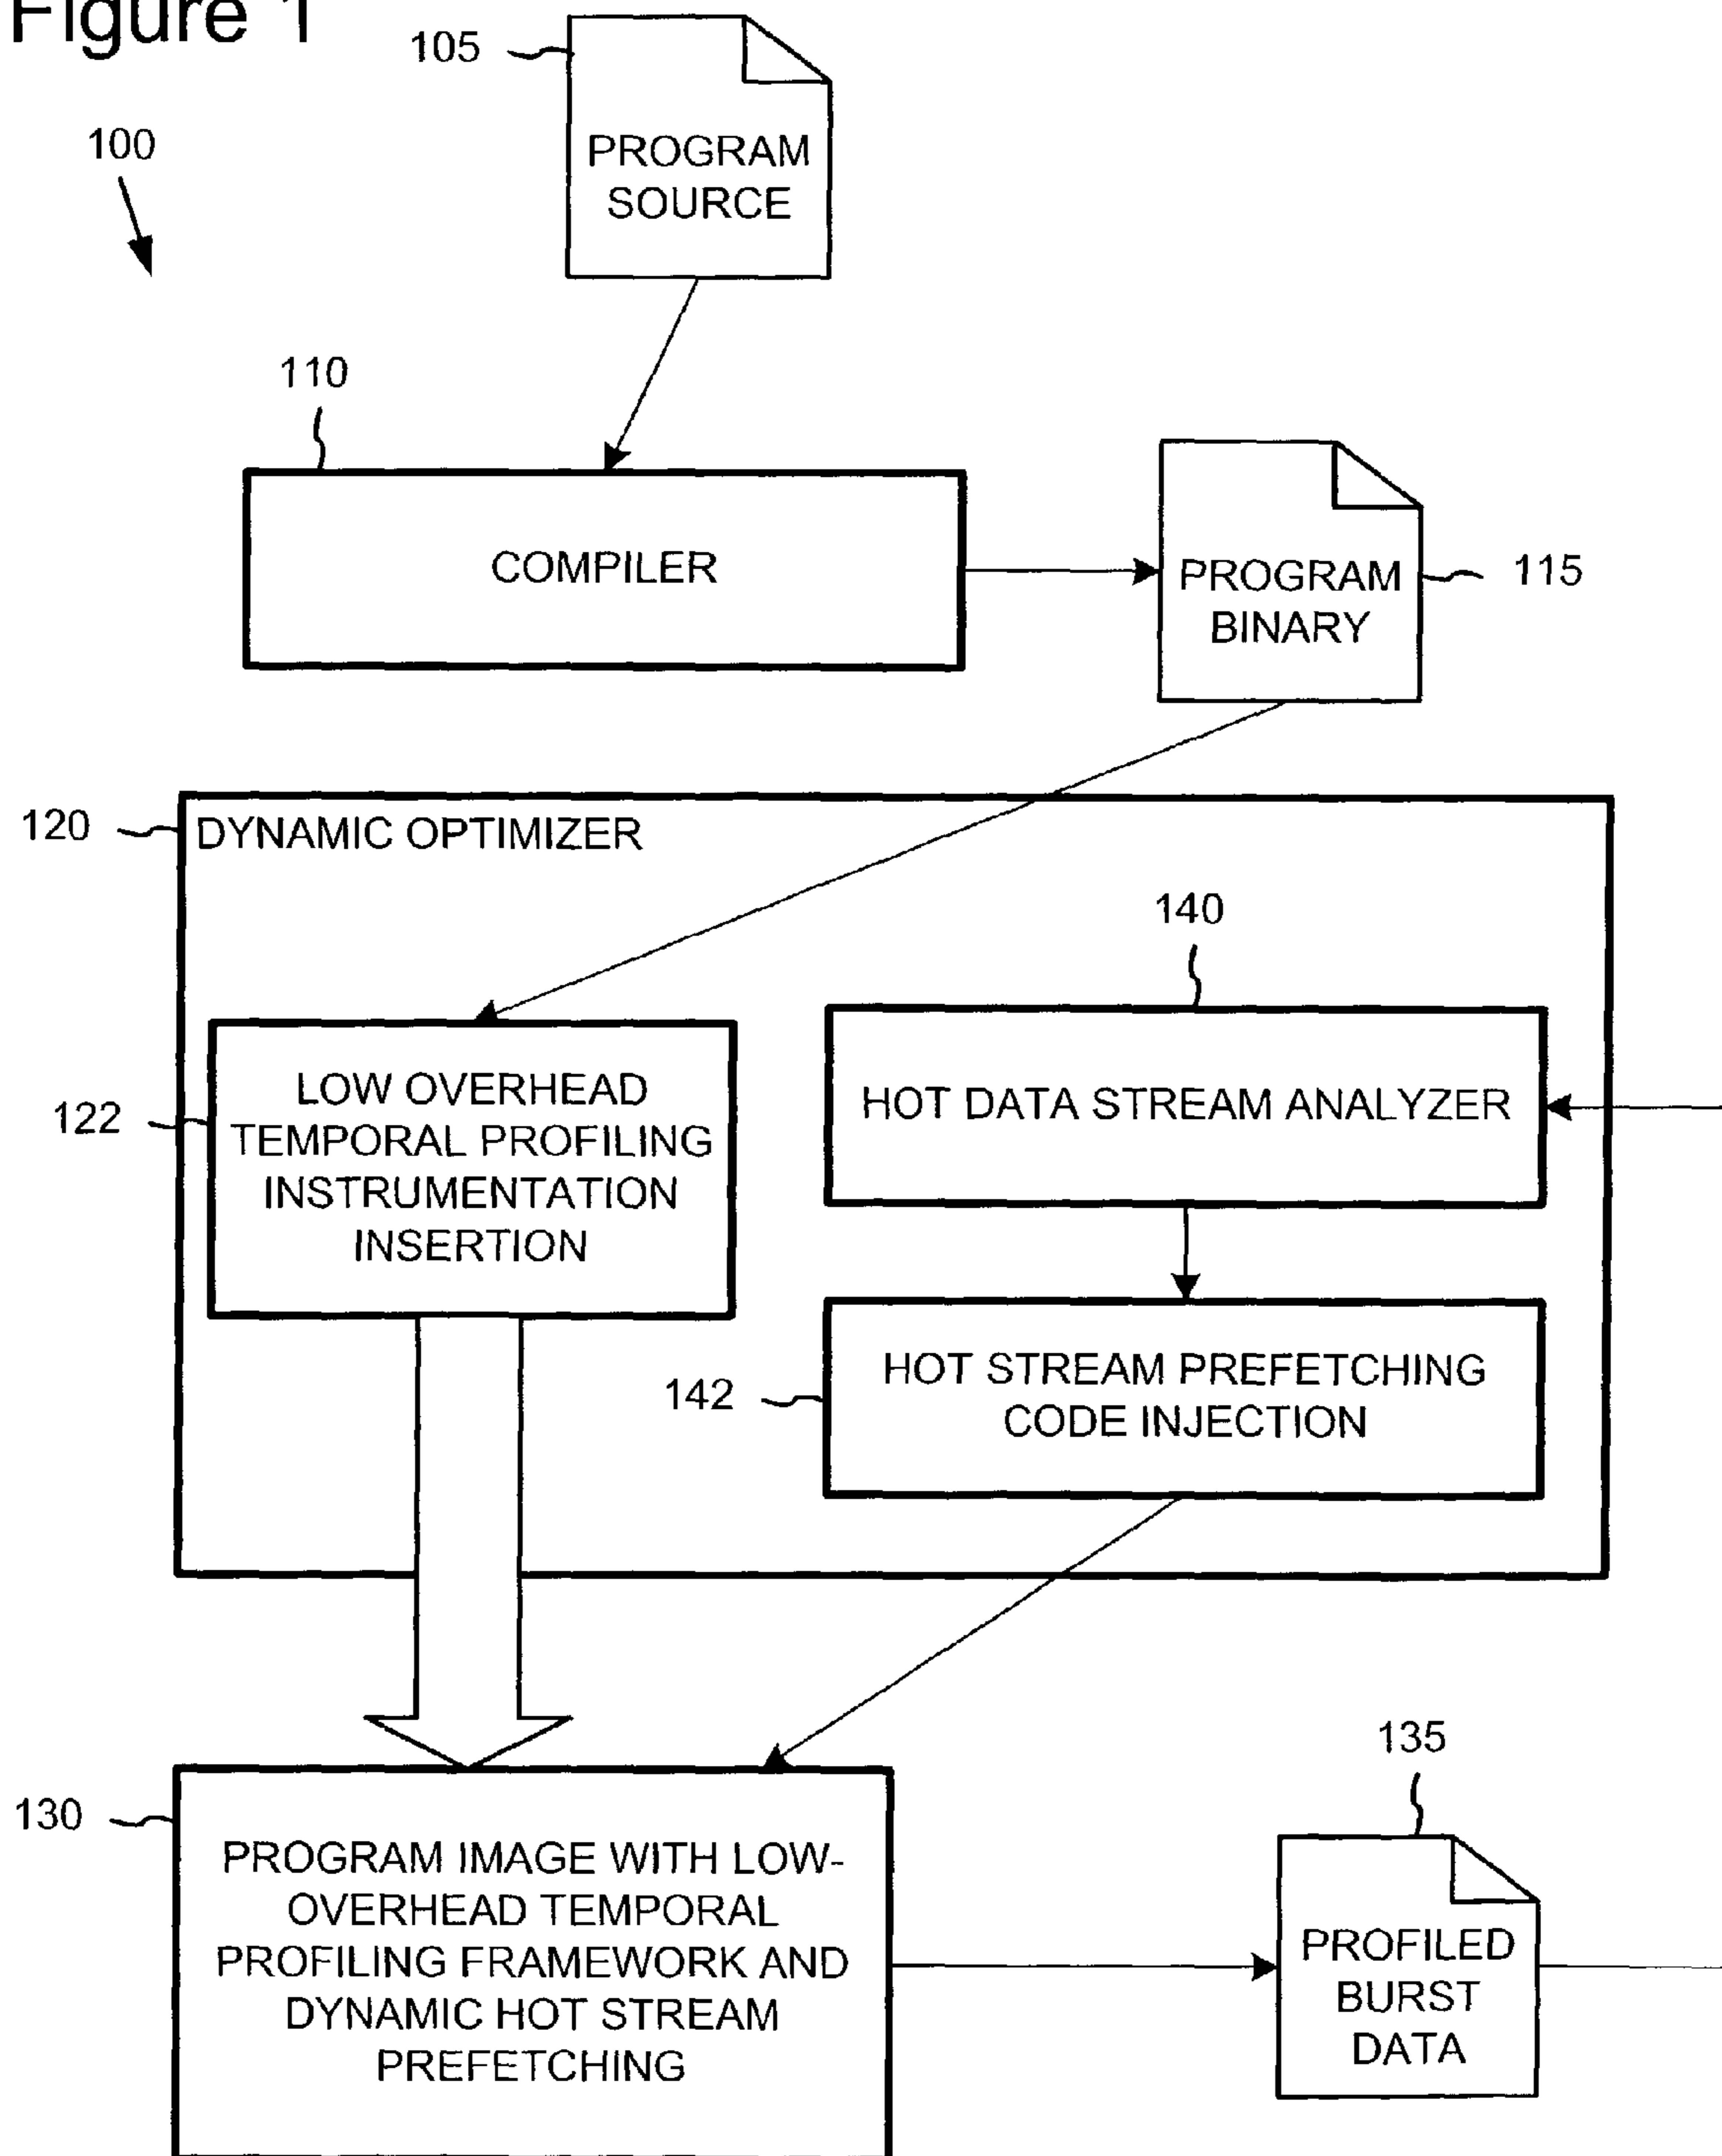 Figure 1
105
PROGRAM
SOURCE
100
110
COMPILER
PROGRAM
BINARY
115
120
DYNAMIC OPTIMIZER
140
LOW OVERHEAD
TEMPORAL PROFILING
INSTRUMENTATION
INSERTION
122
HOT DATA STREAM ANALYZER
HOT STREAM PREFETCHING
CODE INJECTION
142
135
130
PROGRAM IMAGE WITH LOW-
OVERHEAD TEMPORAL
PROFILING FRAMEWORK AND
DYNAMIC HOT STREAM
PREFETCHING
PROFILED
BURST
DATA